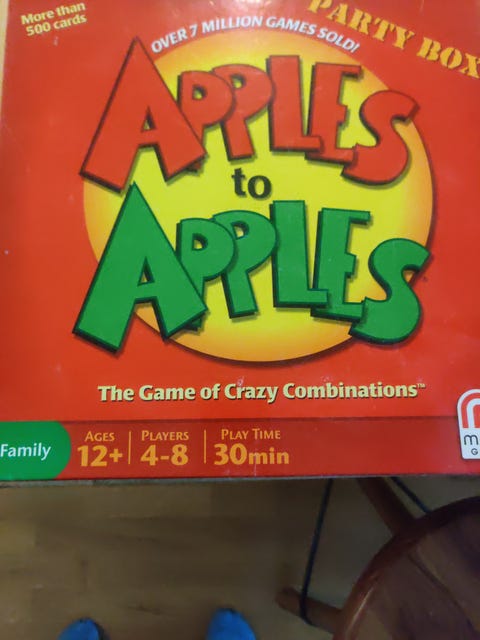 More than
500 cards
PARTY BOX
OVER 7 MILLION GAMES SOLD!
APPLES
to
APPLES
The Game of Crazy Combinations™
Family
AGES
12+
PLAYERS
4-8
PLAY TIME
30min